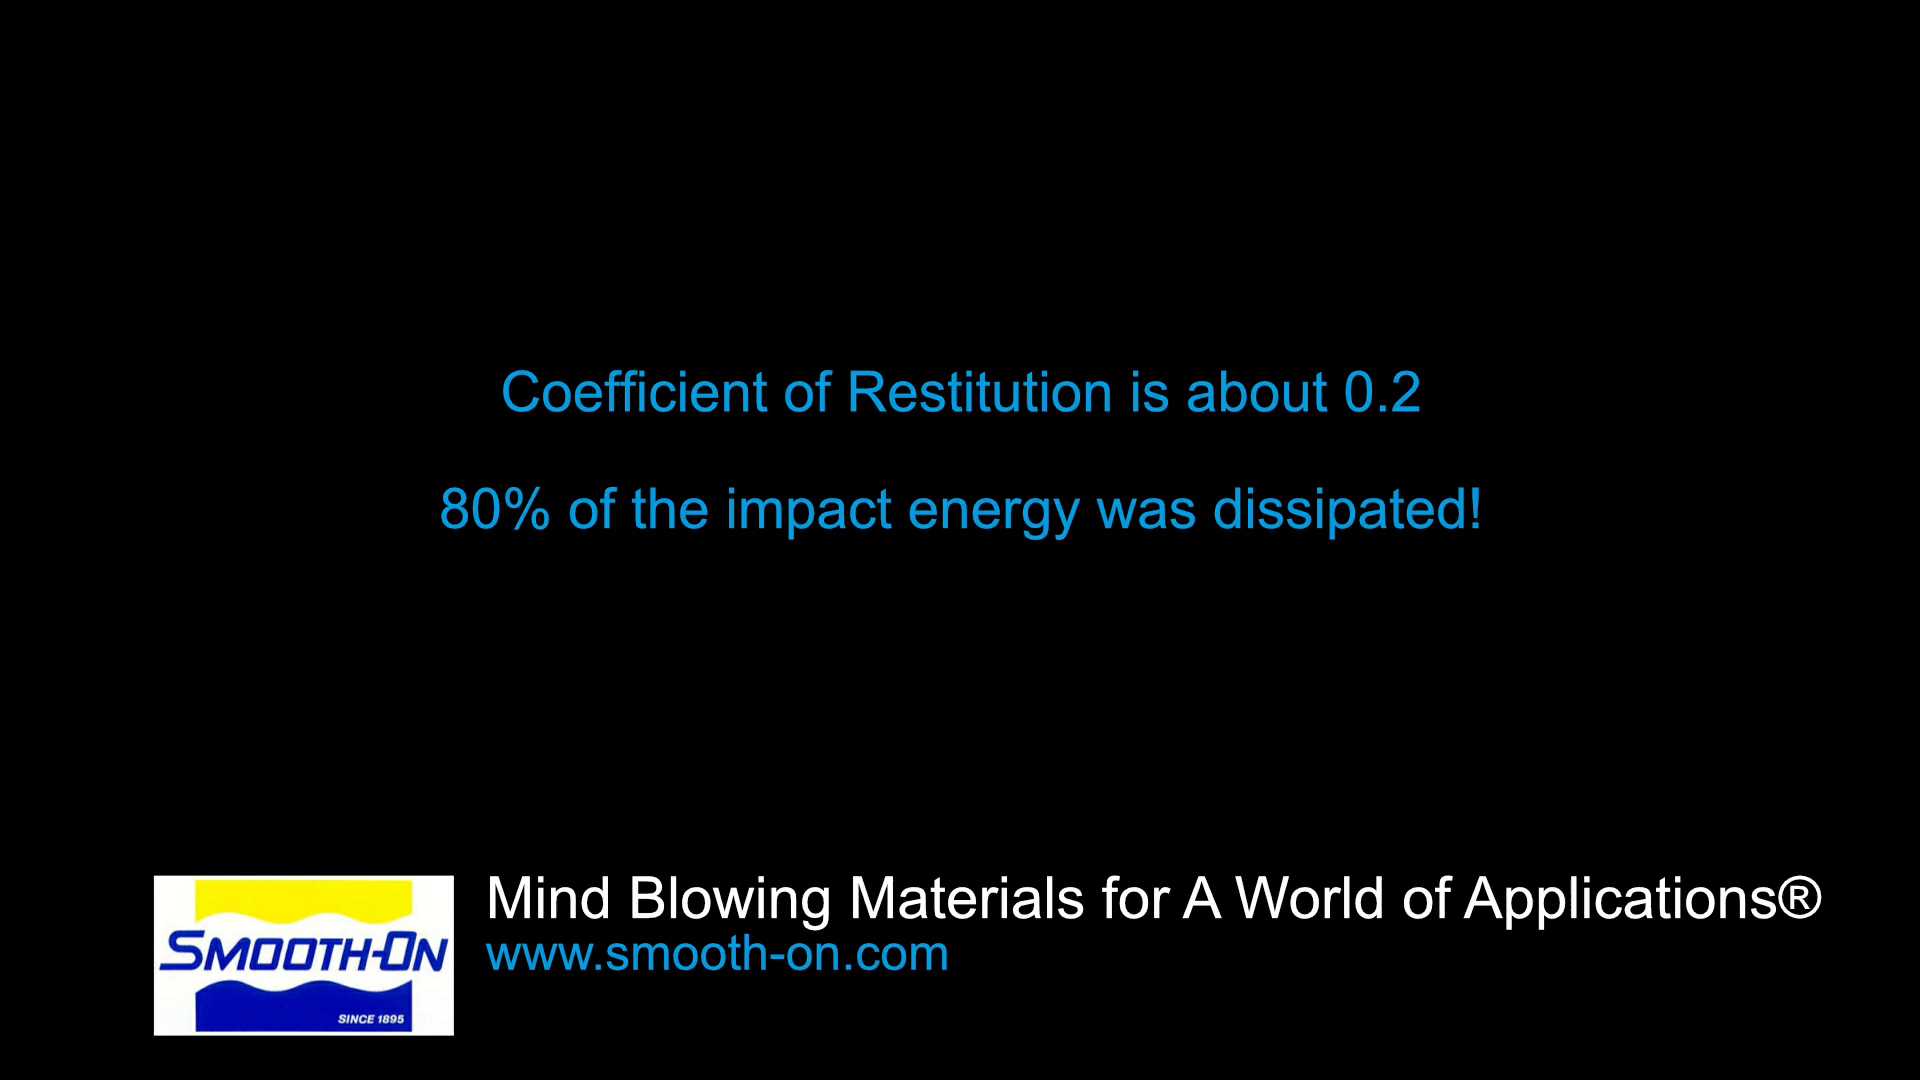 Coefficient of Restitution is about 0.2
80% of the impact energy was dissipated!
Mind Blowing Materials for A World of Applications®
www.smooth-on.com
SMOOTH-ON
SINCE 1895